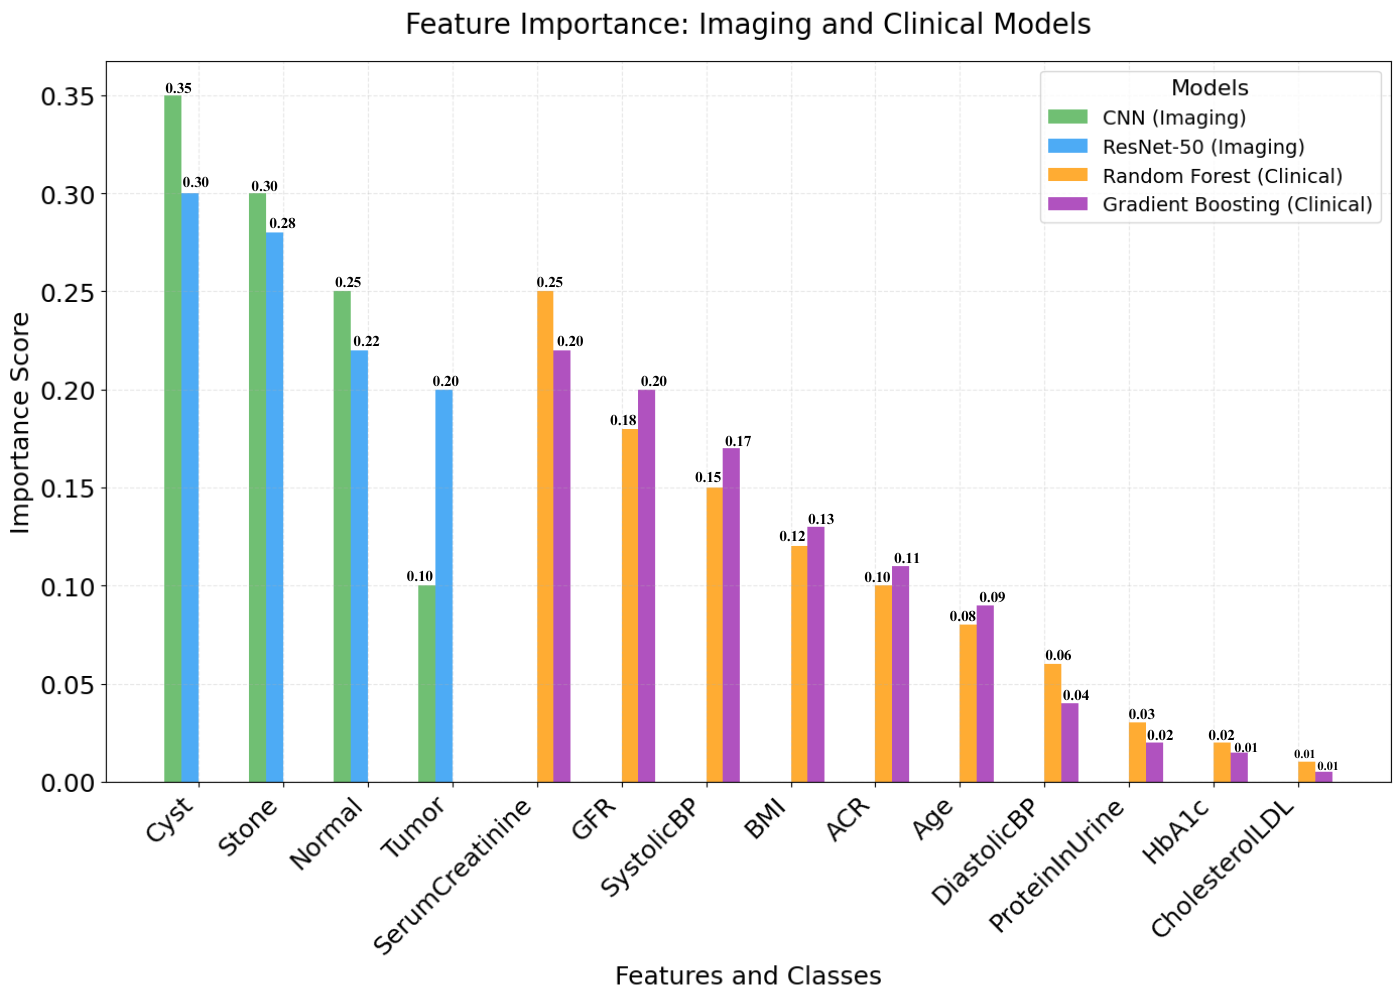 Feature Importance: Imaging and Clinical Models
Models
CNN (Imaging)
ResNet-50 (Imaging)
Random Forest (Clinical)
Gradient Boosting (Clinical)
Importance Score
0.35
0.30
0.25
0.20
0.15
0.10
0.05
0.00
0.35
0.30
0.30
0.28
0.25
0.22
0.10
0.20
0.25
0.20
0.18
0.20
0.15
0.17
0.12
0.13
0.10
0.11
0.08
0.09
0.06
0.04
0.03
0.02
0.02
0.01
0.01
0.01
Cyst
Stone
Normal
Tumor
SerumCreatinine
GFR
SystolicBP
BMI
ACR
Age
DiastolicBP
ProteinInUrine
HbA1c
CholesterolLDL
Features and Classes